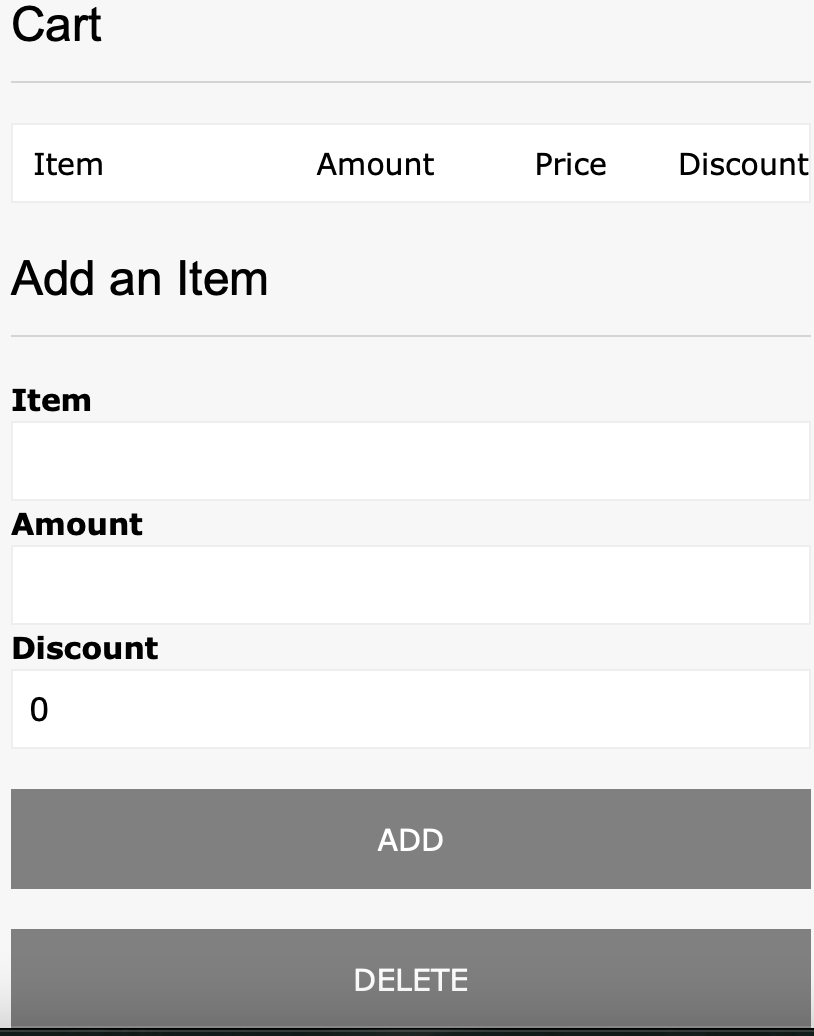 Cart
Item Amount Price Discount
Add an Item
Item
Amount
Discount
0
ADD
DELETE